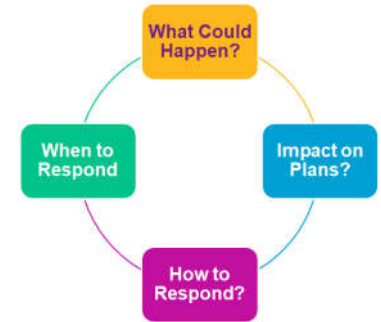 What Could
Happen?
Impact on
Plans?
How to
Respond?
When to
Respond